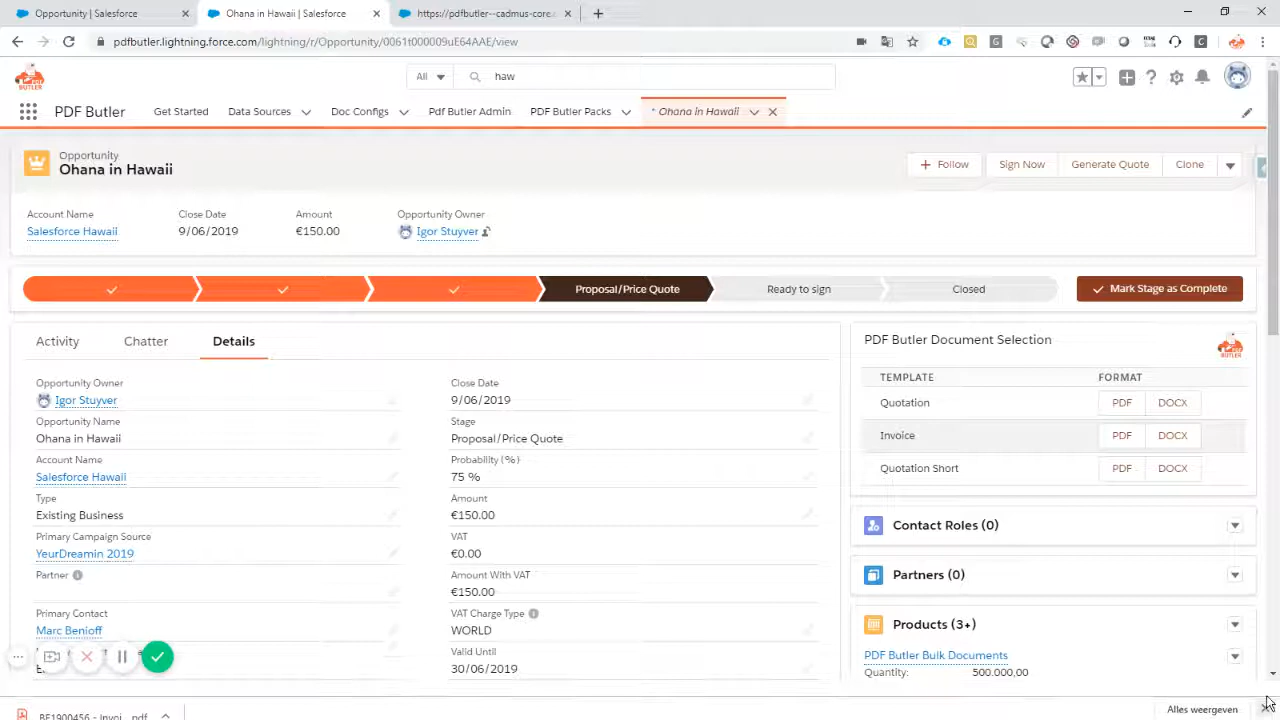 Opportunity | Salesforce
Ohana in Hawaii | Salesforce
https://pdfbutler--cadmus-core.
pdfbutler.lightning.force.com/lightning/r/Opportunity/0061t000009uE64AAE/view
All
haw
PDF Butler
Get Started
Data Sources
Doc Configs
Pdf Butler Admin
PDF Butler Packs
* Ohana in Hawaii
Opportunity
Ohana in Hawaii
Follow
Sign Now
Generate Quote
Clone
Account Name
Close Date
Amount
Opportunity Owner
Salesforce Hawaii
9/06/2019
€150.00
Igor Stuyver
Proposal/Price Quote
Ready to sign
Closed
Mark Stage as Complete
Activity
Chatter
Details
Opportunity Owner
Igor Stuyver
Opportunity Name
Ohana in Hawaii
Account Name
Salesforce Hawaii
Type
Existing Business
Primary Campaign Source
YeurDreamin 2019
Partner
Primary Contact
Marc Benioff
Close Date
9/06/2019
Stage
Proposal/Price Quote
Probability (%)
75 %
Amount
€150.00
VAT
€0.00
Amount With VAT
€150.00
VAT Charge Type
WORLD
Valid Until
30/06/2019
PDF Butler Document Selection
TEMPLATE
FORMAT
Quotation
PDF
DOCX
Invoice
PDF
DOCX
Quotation Short
PDF
DOCX
Contact Roles (0)
Partners (0)
Products (3+)
PDF Butler Bulk Documents
Quantity:
500.000,00
BE1900456 - Invoi....pdf
Alles weergeven